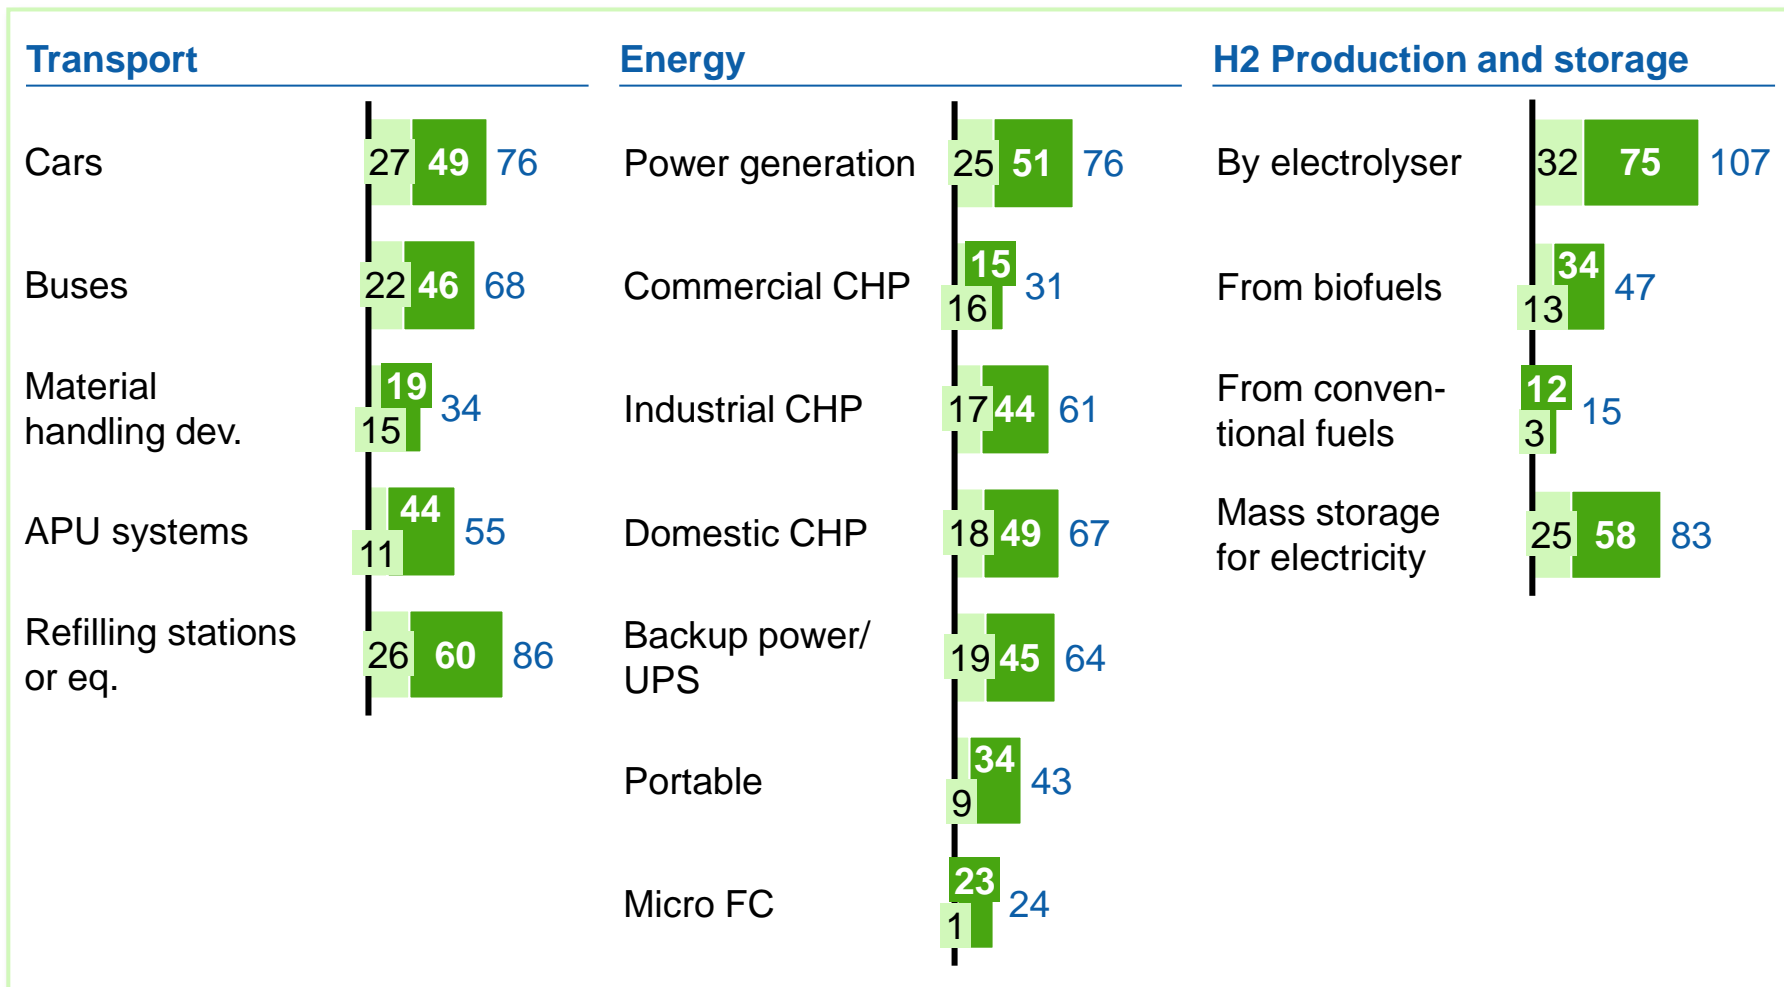 Transport
Cars
27 49 76
Buses
22 46 68
Material
handling dev.
19
15
34
APU systems
44
11
55
Refilling stations
or eq.
26 60 86
Energy
Power generation
25 51 76
Commercial CHP
15
16
31
Industrial CHP
17 44 61
Domestic CHP
18 49 67
Backup power/
UPS
19 45 64
Portable
34
9
43
Micro FC
23
1
24
H2 Production and storage
By electrolyser
32 75 107
From biofuels
34
13
47
From conven-
tional fuels
12
3
15
Mass storage
for electricity
25 58 83